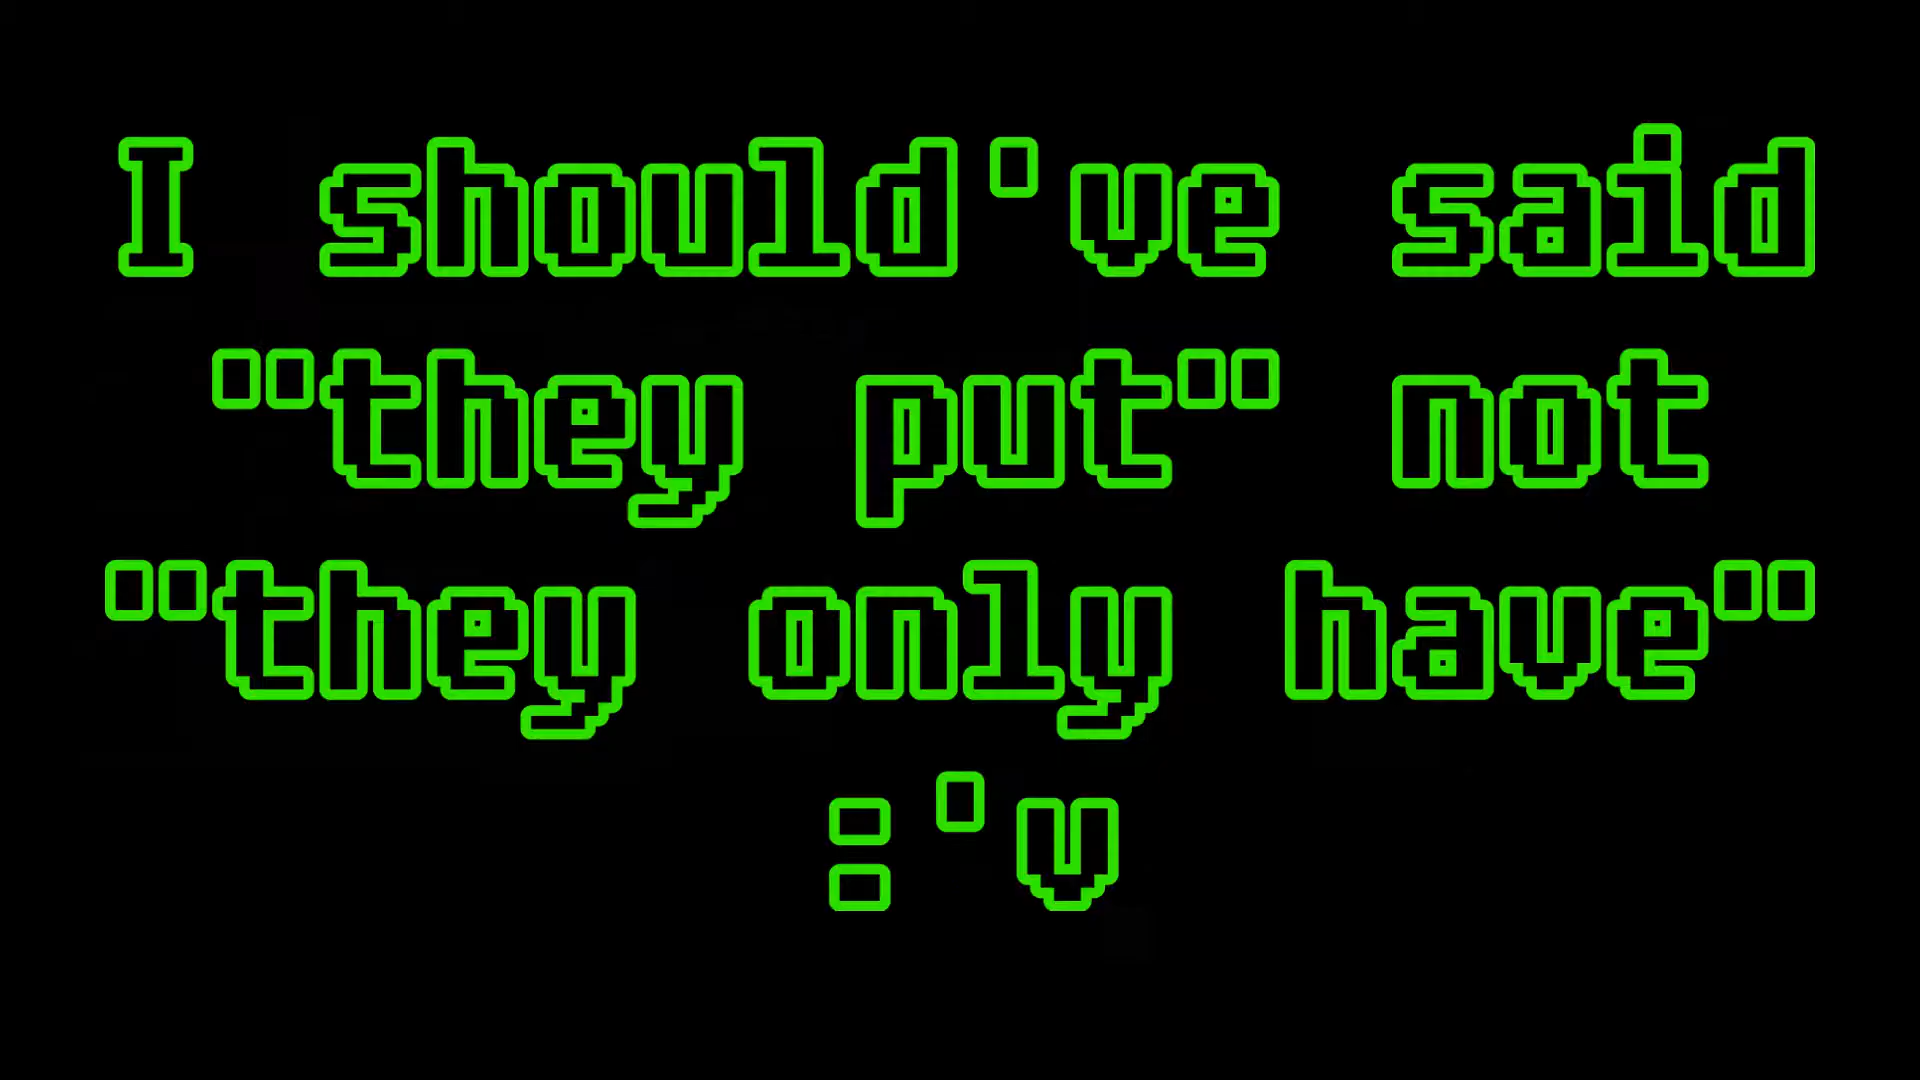 I should've said
"they put" not
"they only have"
:'v